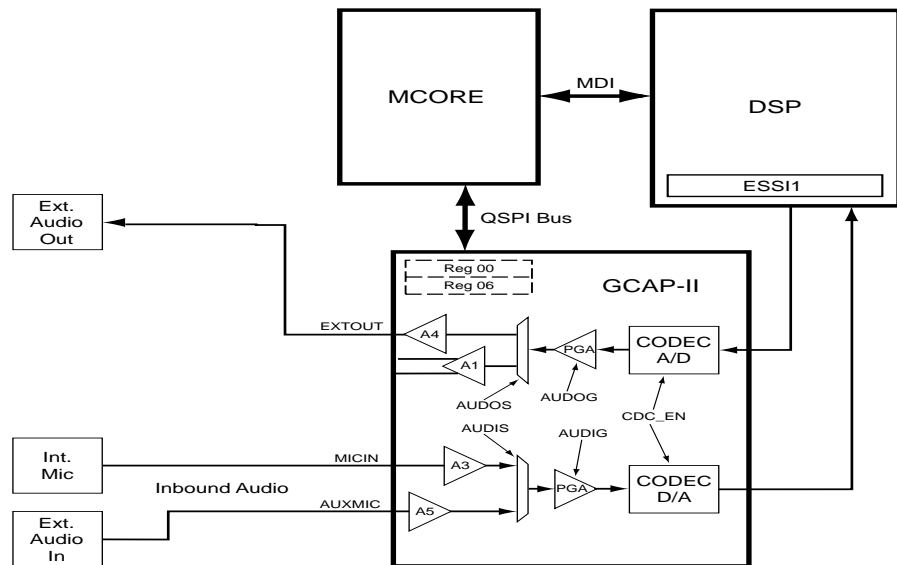 MCORE
MDI
DSP
ESSI1
Ext.
Audio
Out
QSPI Bus
Reg 00
Reg 06
GCAP-II
EXTOUT
A4
A1
PGA
CODEC
A/D
AUDOS
AUDOG
CDC_EN
AUDIS
AUDIG
Int.
Mic
MICIN
A3
Inbound Audio
PGA
CODEC
D/A
AUXMIC
A5
Ext.
Audio
In